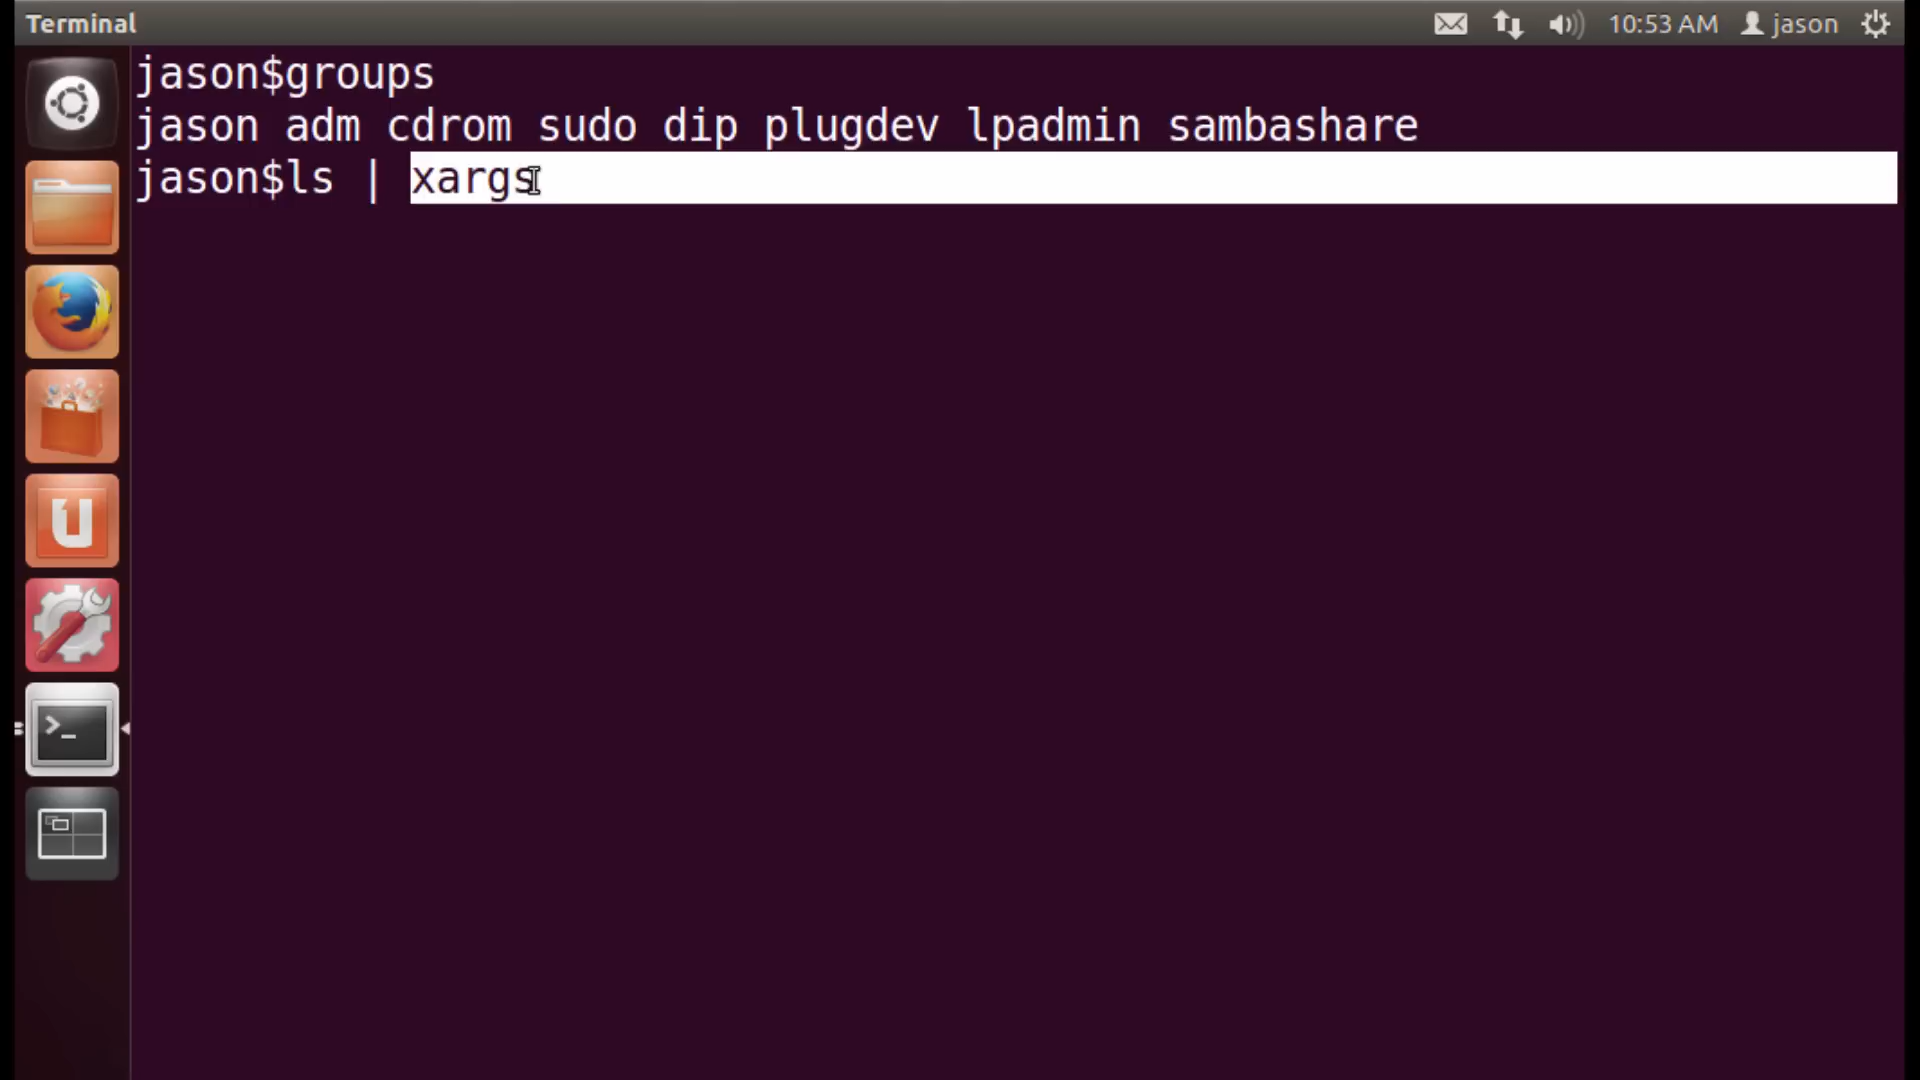 Terminal
10:53 AM jason
jason$groups
jason adm cdrom sudo dip plugdev lpadmin sambashare
jason$ls | xargs